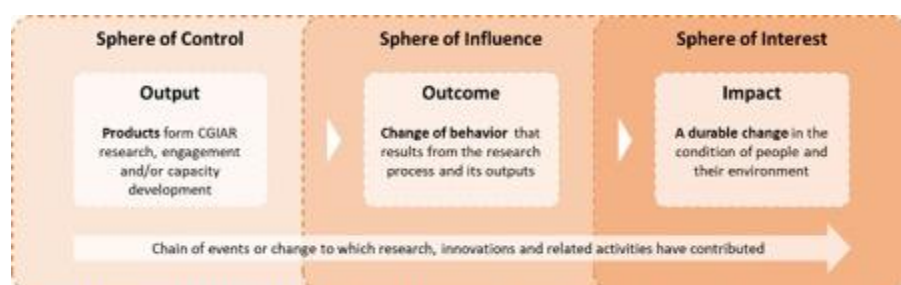 Sphere of Control
Sphere of Influence
Sphere of Interest
Output
Products form CGIAR
research, engagement
and/or capacity
development
Outcome
Change of behavior that
results from the research
process and its outputs
Impact
A durable change in the
condition of people and
their environment
Chain of events or change to which research, innovations and related activities have contributed